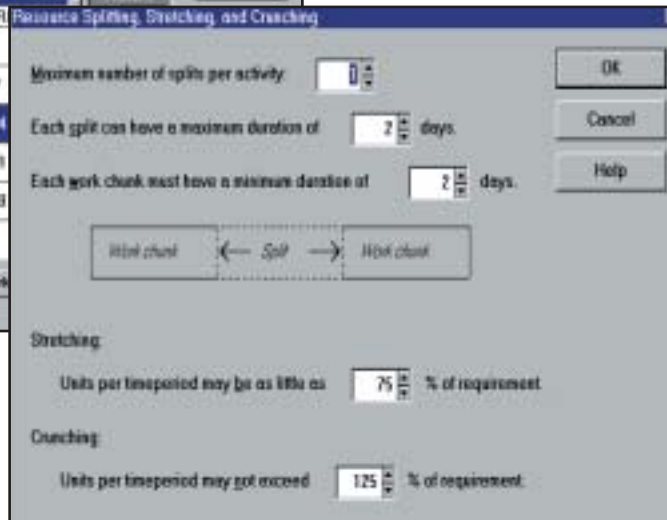 Resource Splitting, Stretching, and Crunching
Maximum number of splits per activity:
OK
Each split can have a maximum duration of 2 days.
Cancel
Each work chunk must have a minimum duration of 2 days.
Help
Work chunk Split Work chunk
Stretching:
Units per timeperiod may be as little as 75 % of requirement.
Crunching:
Units per timeperiod may not exceed 125 % of requirement.